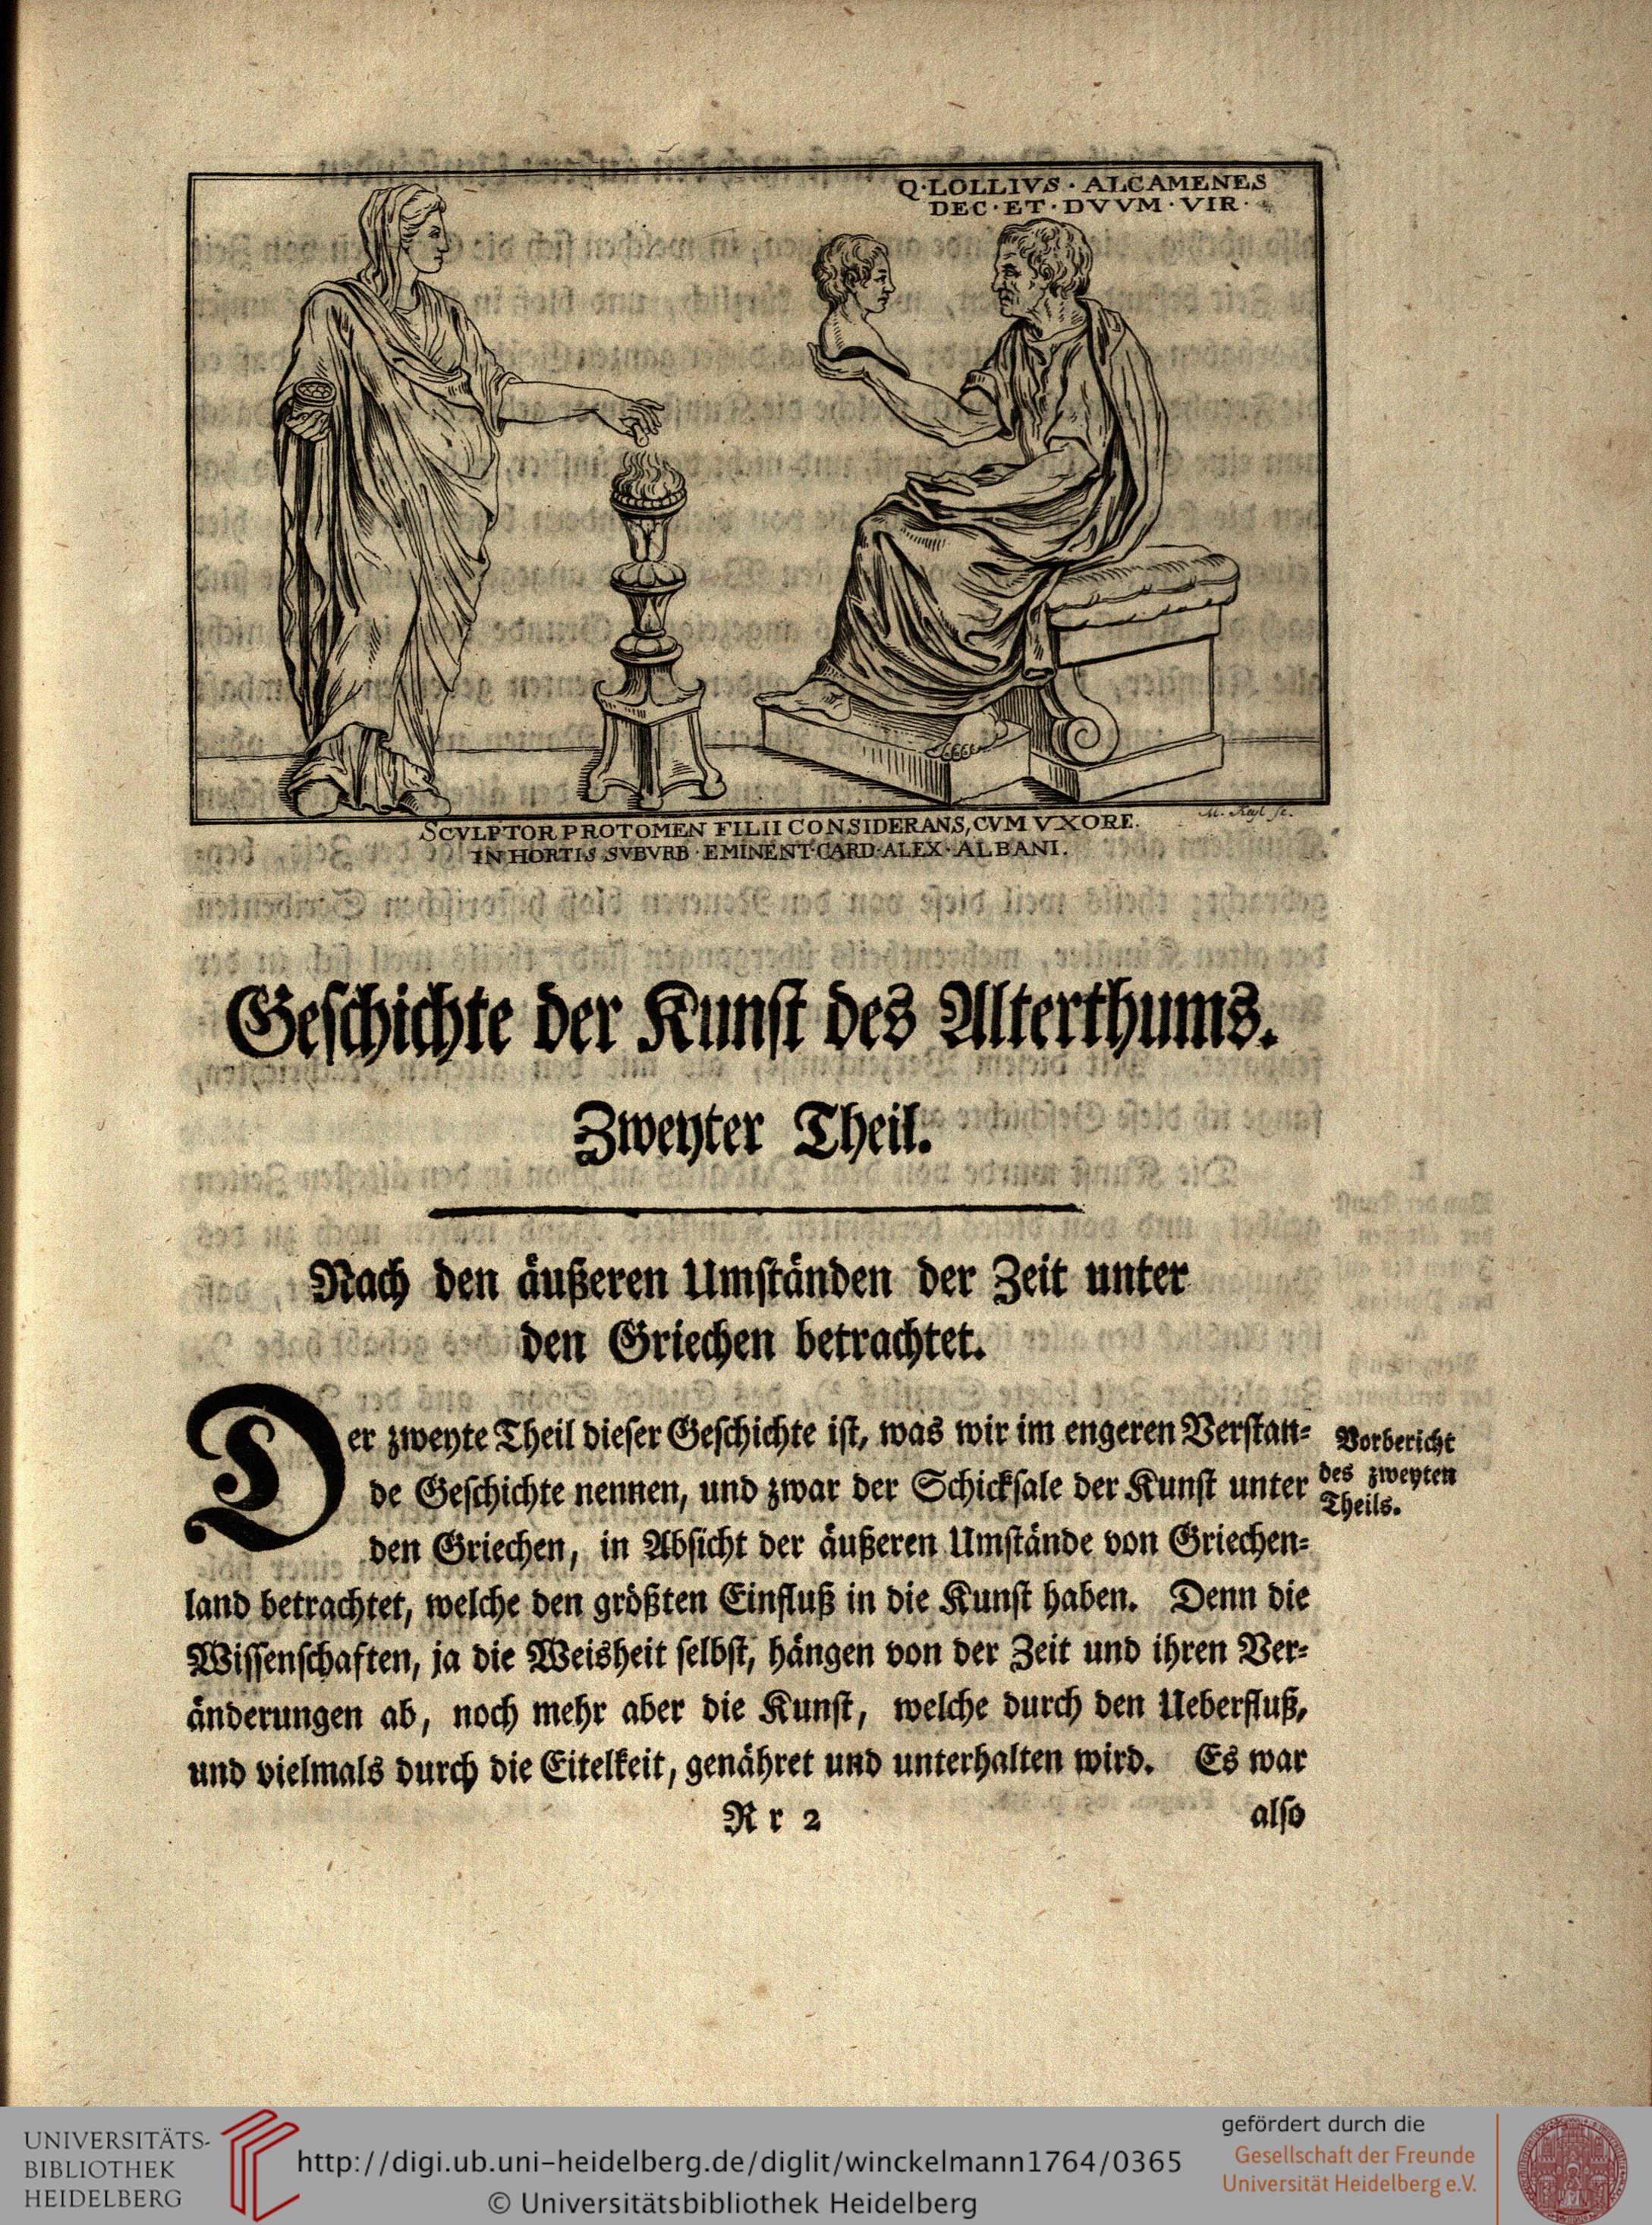 Q·LOLLIVS·ALCAMENES
DEC·ET·DVVM·VIR·
M. Keyl sc.
SCVLPTOR PROTOMEN FILII CONSIDERANS, CVM VXORE.
IN HORTIS SVBVRB·EMINENT·CARD·ALEX·ALBANI.
Geschichte der Kunst des Alterthums.
Zweyter Theil.
Nach den äußeren Umständen der Zeit unter
den Griechen betrachtet.
Der zweyte Theil dieser Geschichte ist, was wir im engeren Verstan-
de Geschichte nennen, und zwar der Schicksale der Kunst unter
den Griechen, in Absicht der äußeren Umstände von Griechen-
land betrachtet, welche den größten Einfluß in die Kunst haben. Denn die
Wissenschaften, ja die Weisheit selbst, hängen von der Zeit und ihren Ver-
änderungen ab, noch mehr aber die Kunst, welche durch den Ueberfluß,
und vielmals durch die Eitelkeit, genähret und unterhalten wird. Es war
Vorbericht
des zweyten
Theils.
R r 2
also
UNIVERSITÄTS-
BIBLIOTHEK
HEIDELBERG
http://digi.ub.uni-heidelberg.de/diglit/winckelmann1764/0365
© Universitätsbibliothek Heidelberg
gefördert durch die
Gesellschaft der Freunde
Universität Heidelberg e.V.